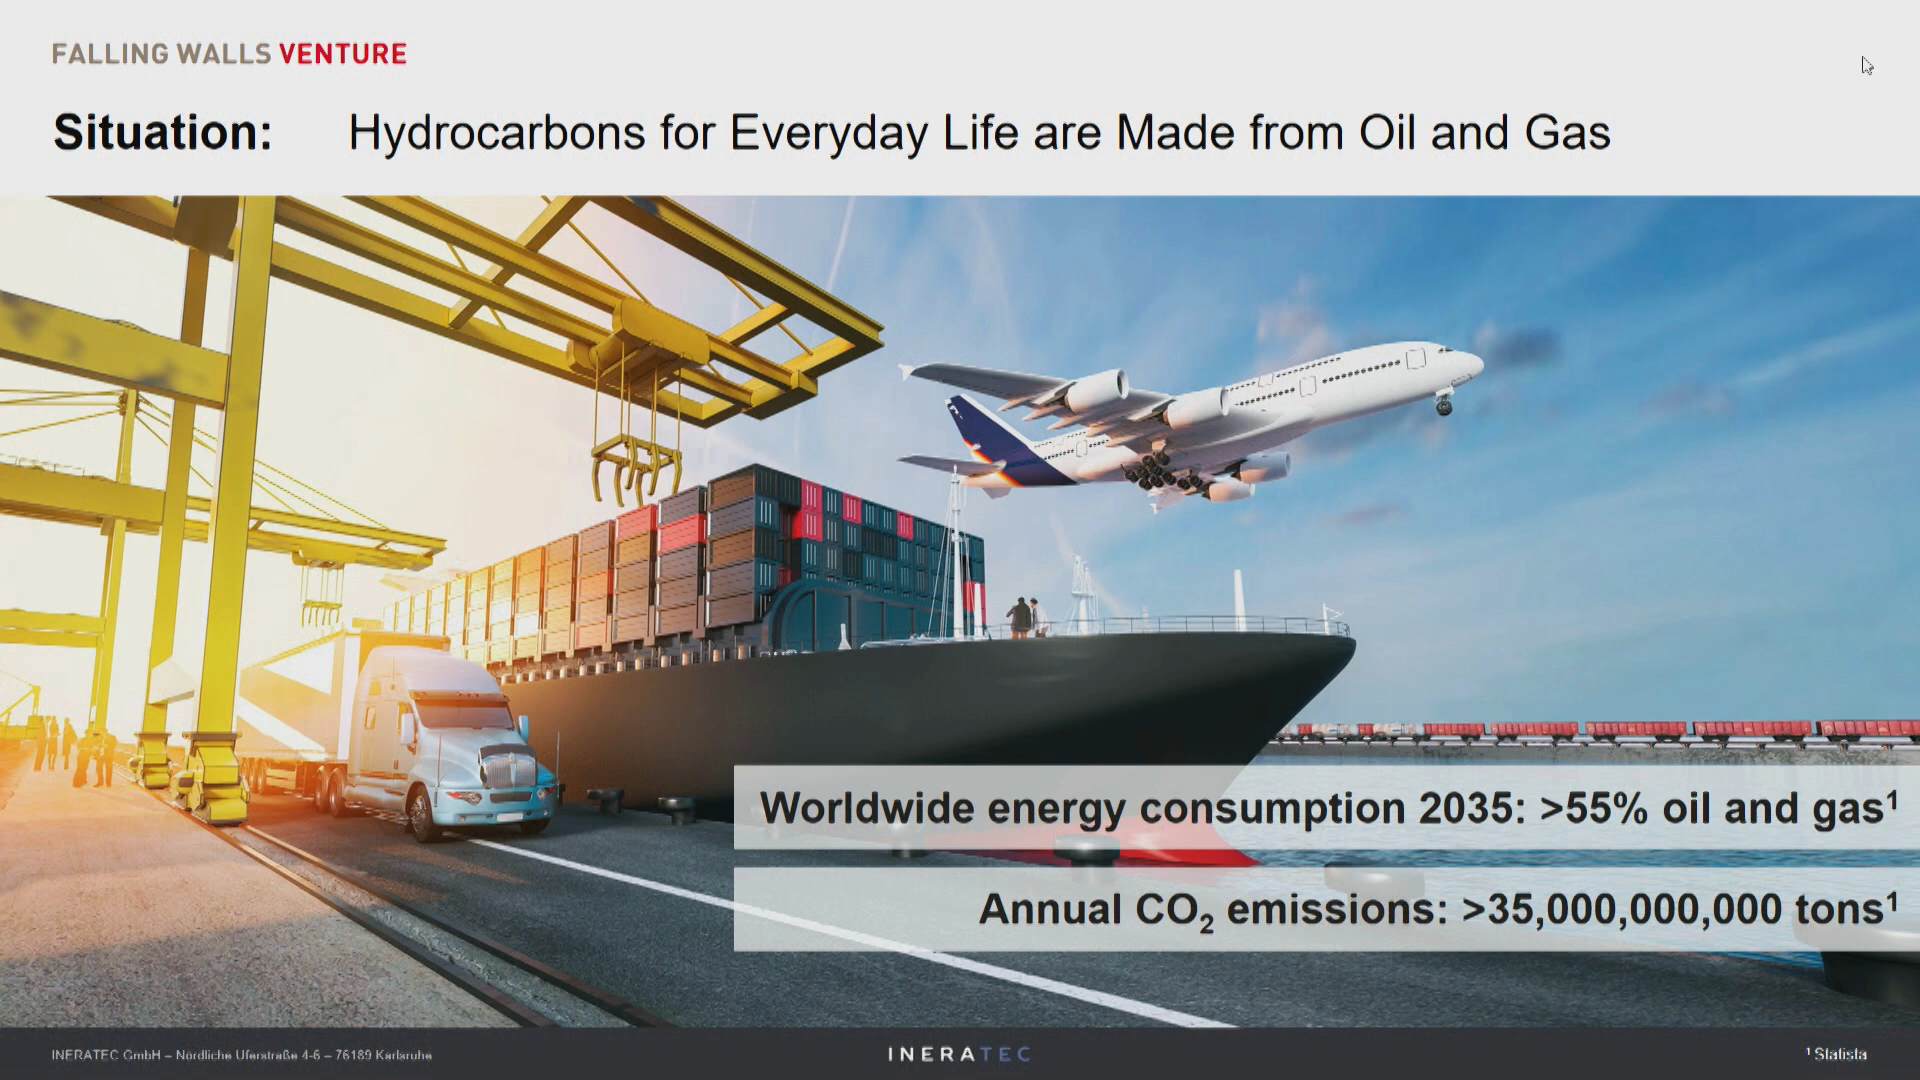 FALLING WALLS VENTURE
Situation: Hydrocarbons for Everyday Life are Made from Oil and Gas
Worldwide energy consumption 2035: >55% oil and gas¹
Annual CO₂ emissions: >35,000,000,000 tons¹
INERATEC GmbH – Nördliche Uferstraße 4-6 – 76189 Karlsruhe
INERATEC
¹ Statista